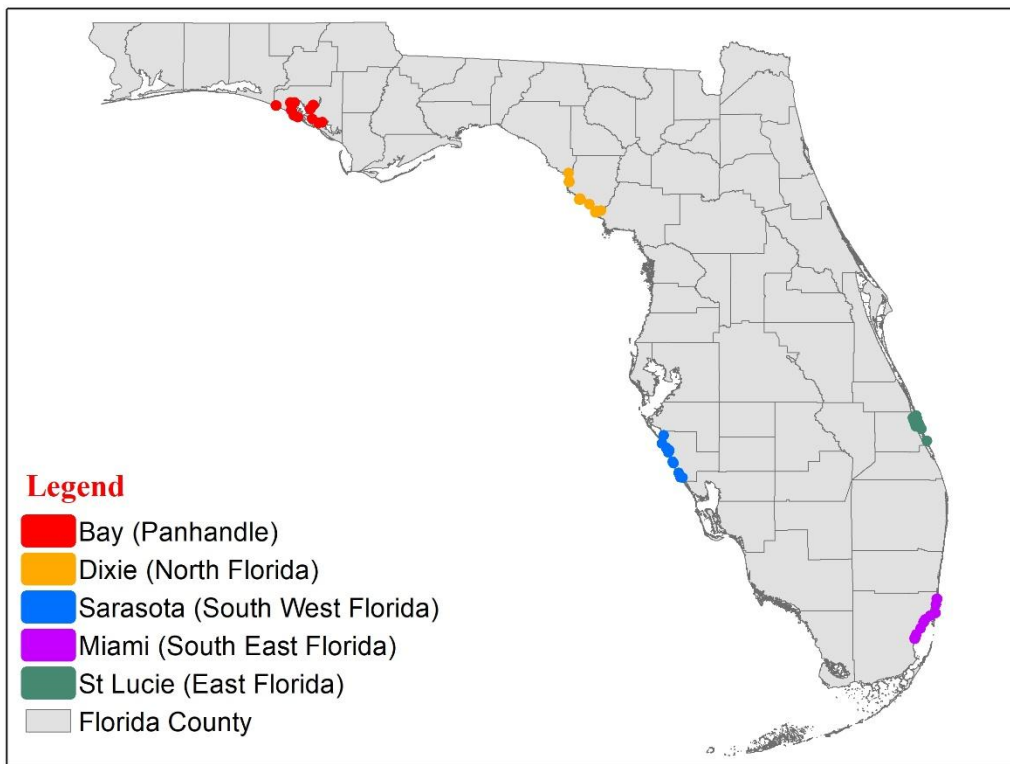 Legend
Bay (Panhandle)
Dixie (North Florida)
Sarasota (South West Florida)
Miami (South East Florida)
St Lucie (East Florida)
Florida County